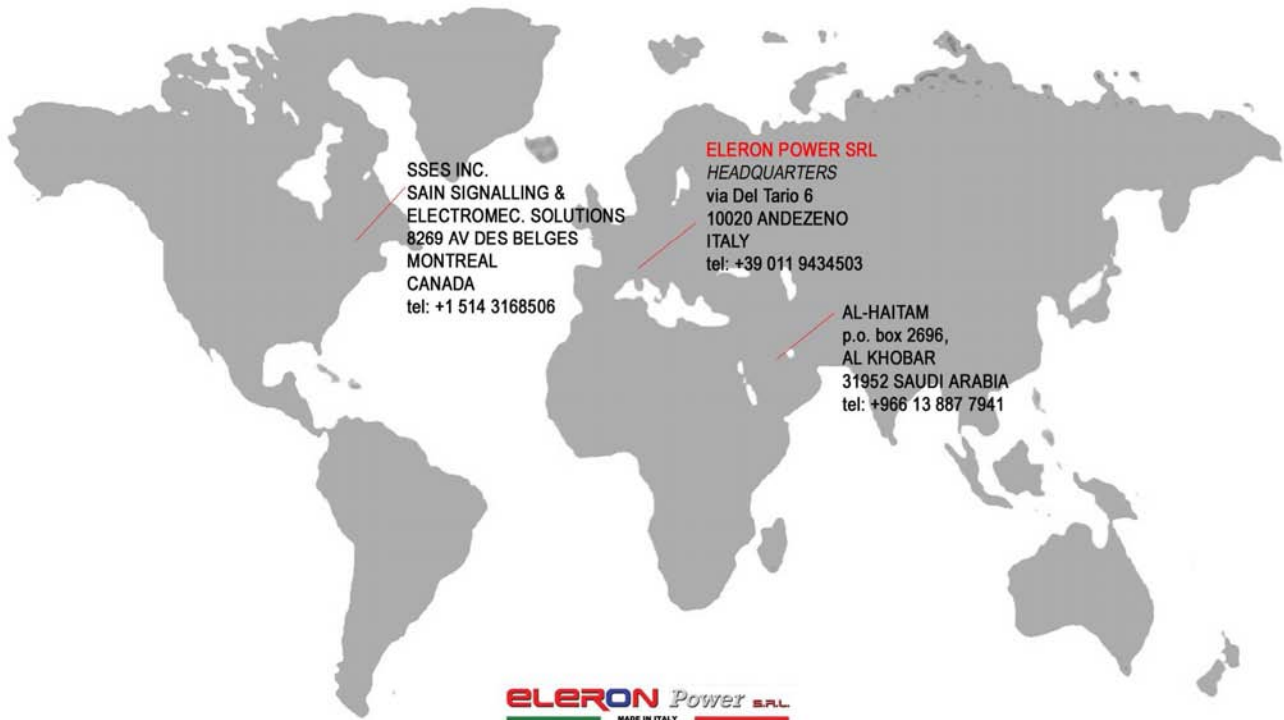 SSES INC.
SAIN SIGNALLING &
ELECTROMEC. SOLUTIONS
8269 AV DES BELGES
MONTREAL
CANADA
tel: +1 514 3168506
ELERON POWER SRL
HEADQUARTERS
via Del Tario 6
10020 ANDEZENO
ITALY
tel: +39 011 9434503
AL-HAITAM
p.o. box 2696,
AL KHOBAR
31952 SAUDI ARABIA
tel: +966 13 887 7941
eLeRON Power S.R.L.
MADE IN ITALY